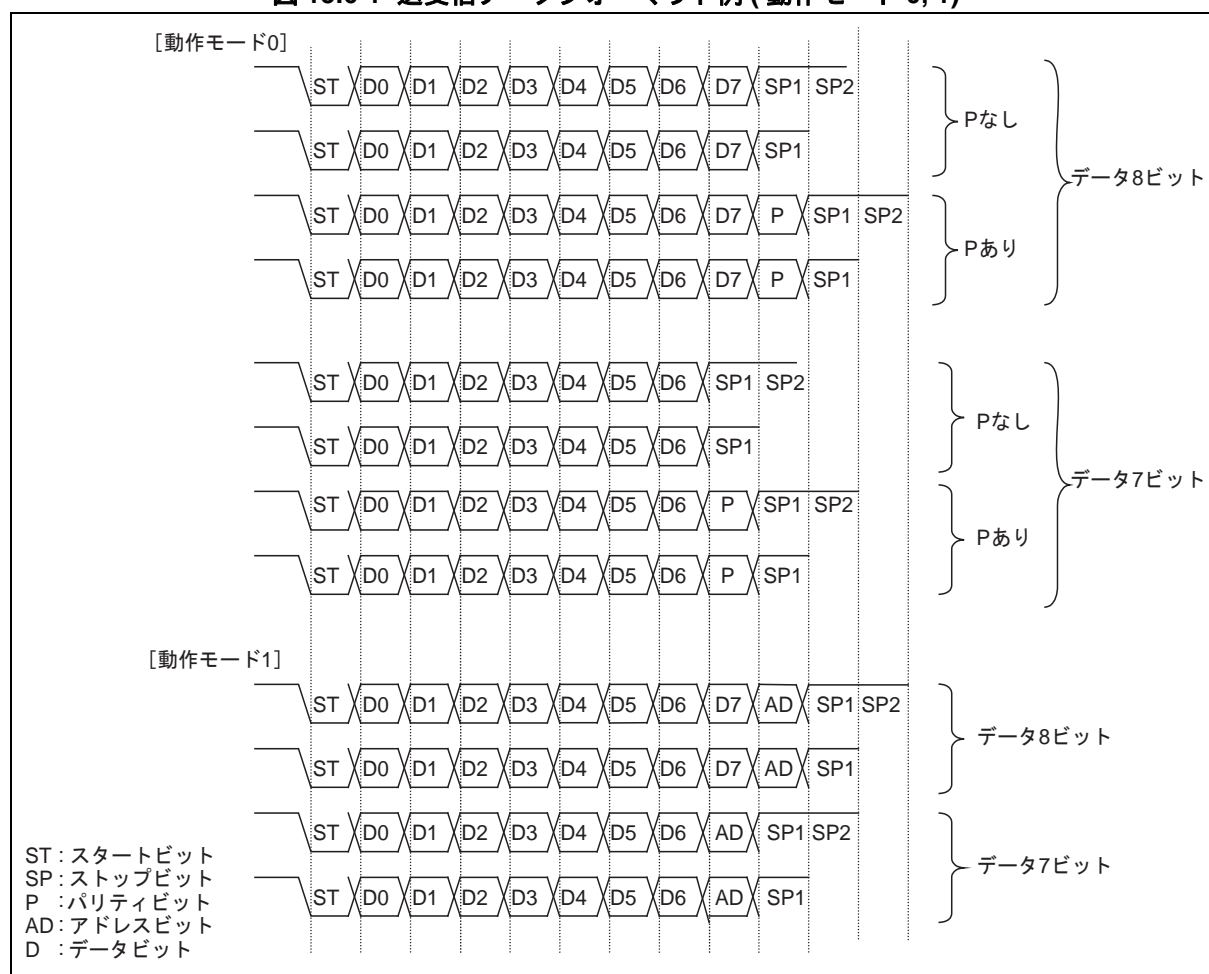 [動作モード0]
ST D0 D1 D2 D3 D4 D5 D6 D7 SP1 SP2
Pなし
ST D0 D1 D2 D3 D4 D5 D6 D7 SP1
データ8ビット
ST D0 D1 D2 D3 D4 D5 D6 D7 P SP1 SP2
Pあり
ST D0 D1 D2 D3 D4 D5 D6 D7 P SP1
ST D0 D1 D2 D3 D4 D5 D6 SP1 SP2
Pなし
ST D0 D1 D2 D3 D4 D5 D6 SP1
データ7ビット
ST D0 D1 D2 D3 D4 D5 D6 P SP1 SP2
Pあり
ST D0 D1 D2 D3 D4 D5 D6 P SP1
[動作モード1]
ST D0 D1 D2 D3 D4 D5 D6 D7 AD SP1 SP2
データ8ビット
ST D0 D1 D2 D3 D4 D5 D6 D7 AD SP1
ST D0 D1 D2 D3 D4 D5 D6 AD SP1 SP2
データ7ビット
ST D0 D1 D2 D3 D4 D5 D6 AD SP1
ST : スタートビット
SP : ストップビット
P : パリティビット
AD : アドレスビット
D : データビット